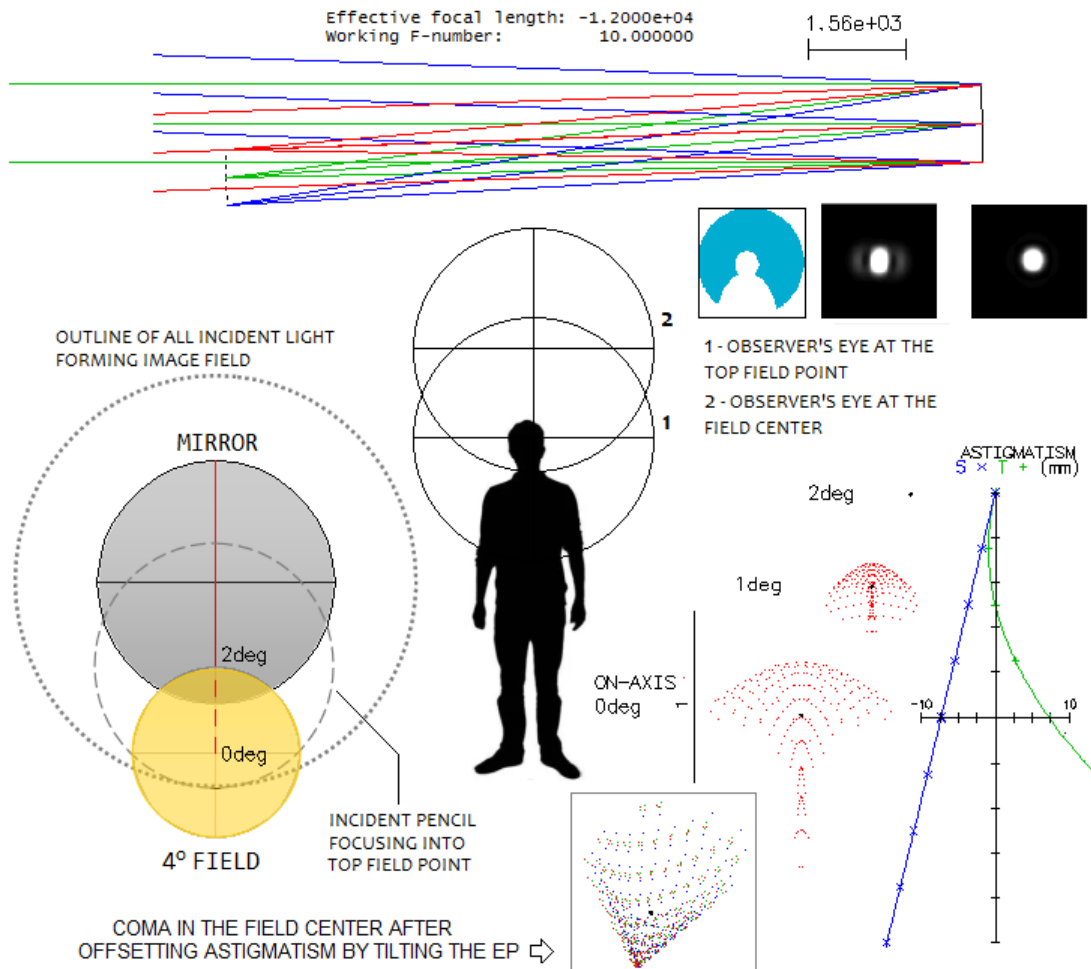 Effective focal length: -1.2000e+04
Working F-number: 10.000000
1.56e+03
OUTLINE OF ALL INCIDENT LIGHT
FORMING IMAGE FIELD
2
1
1 - OBSERVER'S EYE AT THE
TOP FIELD POINT
2 - OBSERVER'S EYE AT THE
FIELD CENTER
MIRROR
2deg
0deg
4° FIELD
INCIDENT PENCIL
FOCUSING INTO
TOP FIELD POINT
ASTIGMATISM
S × T + (mm)
2deg
1deg
ON-AXIS
0deg
1
-10
10
COMA IN THE FIELD CENTER AFTER
OFFSETTING ASTIGMATISM BY TILTING THE EP